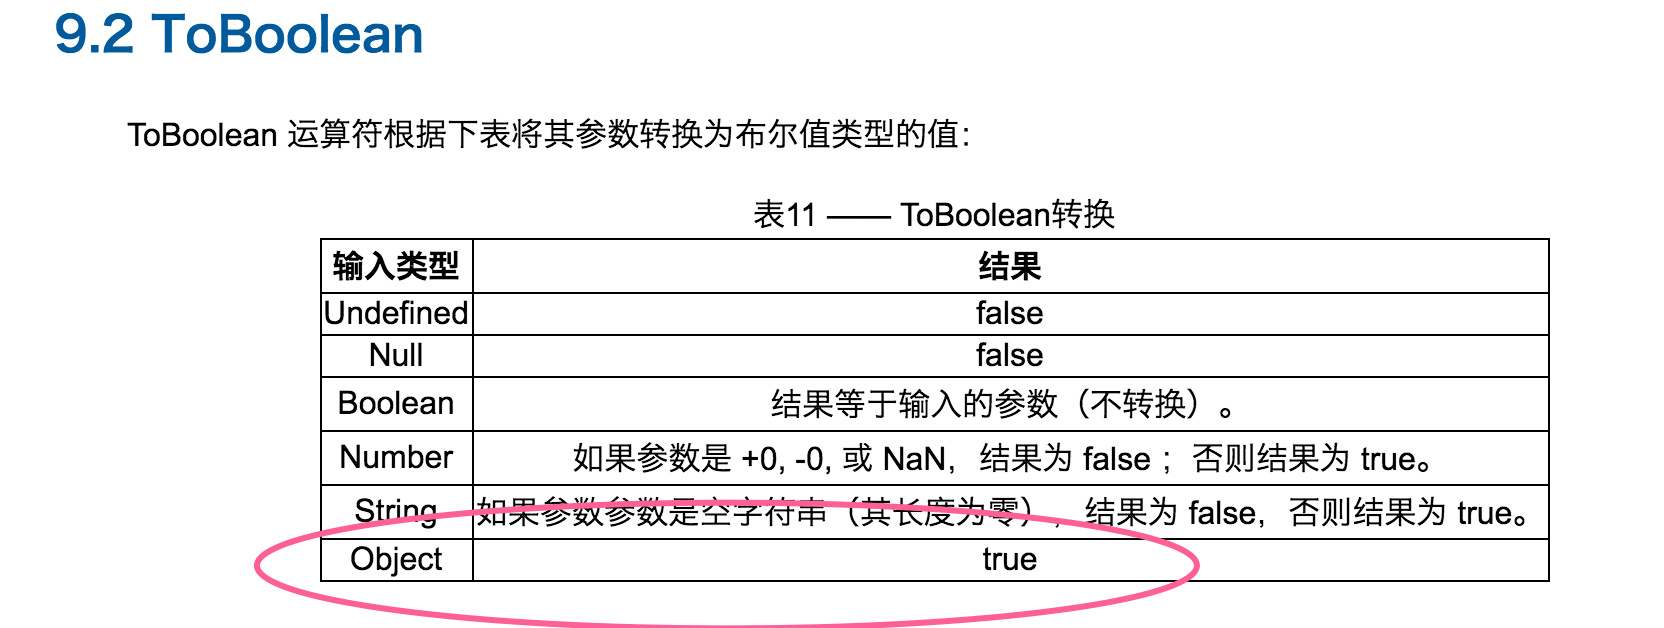 9.2 ToBoolean
ToBoolean 运算符根据下表将其参数转换为布尔值类型的值：
表11 —— ToBoolean转换
输入类型 结果
Undefined false
Null false
Boolean 结果等于输入的参数（不转换）。
Number 如果参数是 +0, -0, 或 NaN，结果为 false ；否则结果为 true。
String 如果参数参数是空字符串（其长度为零），结果为 false，否则结果为 true。
Object true